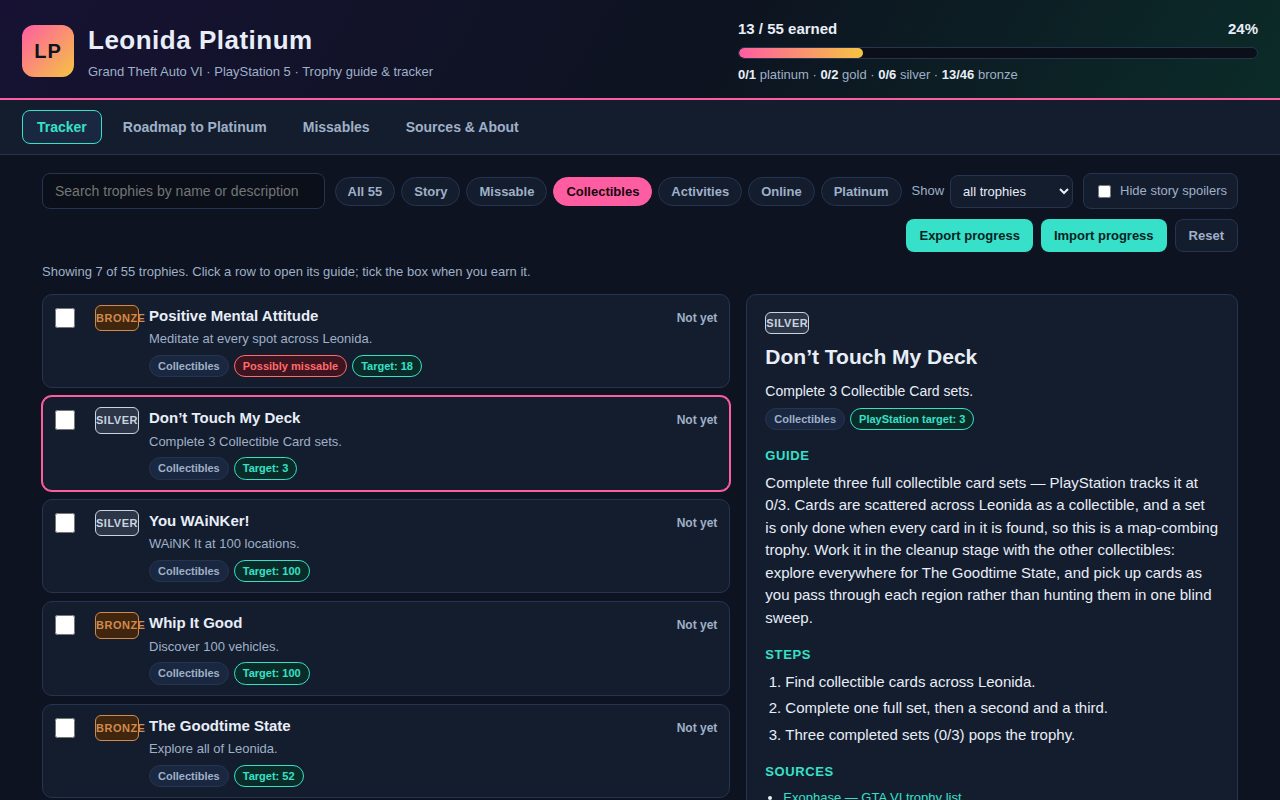 LP
Leonida Platinum
Grand Theft Auto VI · PlayStation 5 · Trophy guide & tracker
13 / 55 earned 24%
0/1 platinum · 0/2 gold · 0/6 silver · 13/46 bronze
Tracker Roadmap to Platinum Missables Sources & About
Search trophies by name or description All 55 Story Missable Collectibles Activities Online Platinum Show all trophies Hide story spoilers
Export progress Import progress Reset
Showing 7 of 55 trophies. Click a row to open its guide; tick the box when you earn it.
BRONZE Positive Mental Attitude Not yet
Meditate at every spot across Leonida.
Collectibles Possibly missable Target: 18
SILVER Don’t Touch My Deck Not yet
Complete 3 Collectible Card sets.
Collectibles Target: 3
SILVER You WAiNKer! Not yet
WAiNK It at 100 locations.
Collectibles Target: 100
BRONZE Whip It Good Not yet
Discover 100 vehicles.
Collectibles Target: 100
BRONZE The Goodtime State Not yet
Explore all of Leonida.
Collectibles Target: 52
SILVER
Don’t Touch My Deck
Complete 3 Collectible Card sets.
Collectibles PlayStation target: 3
GUIDE
Complete three full collectible card sets — PlayStation tracks it at
0/3. Cards are scattered across Leonida as a collectible, and a set
is only done when every card in it is found, so this is a map-combing
trophy. Work it in the cleanup stage with the other collectibles:
explore everywhere for The Goodtime State, and pick up cards as
you pass through each region rather than hunting them in one blind
sweep.
STEPS
1. Find collectible cards across Leonida.
2. Complete one full set, then a second and a third.
3. Three completed sets (0/3) pops the trophy.
SOURCES
• Exophase — GTA VI trophy list